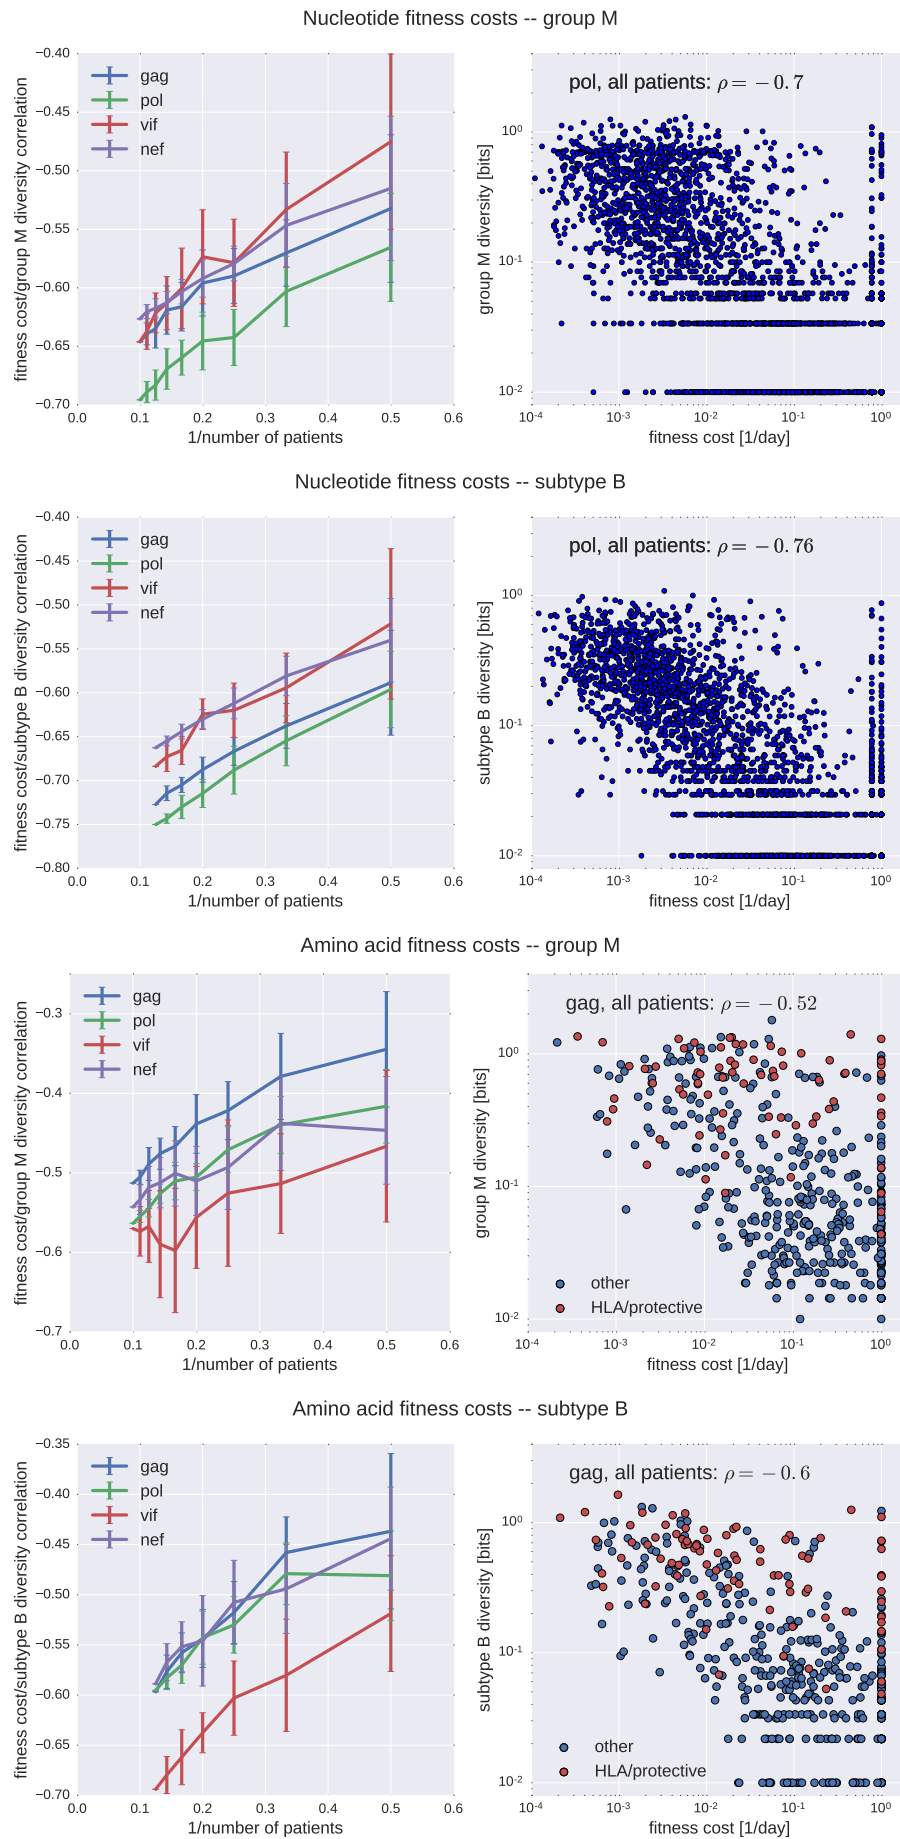 Nucleotide fitness costs -- group M
fitness cost/group M diversity correlation
−0.40
−0.45
−0.50
−0.55
−0.60
−0.65
−0.70
gag
pol
vif
nef
0.0 0.1 0.2 0.3 0.4 0.5 0.6
1/number of patients
pol, all patients: ρ = −0.7
group M diversity [bits]
10⁰
10⁻¹
10⁻²
10⁻⁴ 10⁻³ 10⁻² 10⁻¹ 10⁰
fitness cost [1/day]
Nucleotide fitness costs -- subtype B
fitness cost/subtype B diversity correlation
−0.40
−0.45
−0.50
−0.55
−0.60
−0.65
−0.70
−0.75
−0.80
gag
pol
vif
nef
0.0 0.1 0.2 0.3 0.4 0.5 0.6
1/number of patients
pol, all patients: ρ = −0.76
subtype B diversity [bits]
10⁰
10⁻¹
10⁻²
10⁻⁴ 10⁻³ 10⁻² 10⁻¹ 10⁰
fitness cost [1/day]
Amino acid fitness costs -- group M
fitness cost/group M diversity correlation
−0.3
−0.4
−0.5
−0.6
−0.7
gag
pol
vif
nef
0.0 0.1 0.2 0.3 0.4 0.5 0.6
1/number of patients
gag, all patients: ρ = −0.52
group M diversity [bits]
10⁰
10⁻¹
10⁻²
other
HLA/protective
10⁻⁴ 10⁻³ 10⁻² 10⁻¹ 10⁰
fitness cost [1/day]
Amino acid fitness costs -- subtype B
fitness cost/subtype B diversity correlation
−0.35
−0.40
−0.45
−0.50
−0.55
−0.60
−0.65
−0.70
gag
pol
vif
nef
0.0 0.1 0.2 0.3 0.4 0.5 0.6
1/number of patients
gag, all patients: ρ = −0.6
subtype B diversity [bits]
10⁰
10⁻¹
10⁻²
other
HLA/protective
10⁻⁴ 10⁻³ 10⁻² 10⁻¹ 10⁰
fitness cost [1/day]